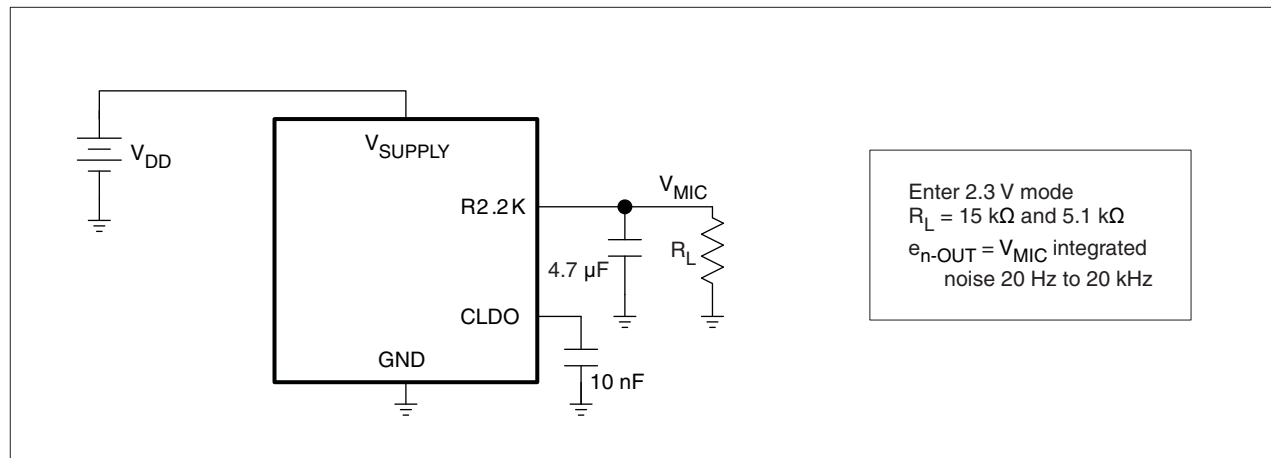 V_DD
V_SUPPLY
R2.2K
V_MIC
4.7 µF
R_L
CLDO
GND
10 nF
Enter 2.3 V mode
R_L = 15 kΩ and 5.1 kΩ
e_n-OUT = V_MIC integrated
noise 20 Hz to 20 kHz